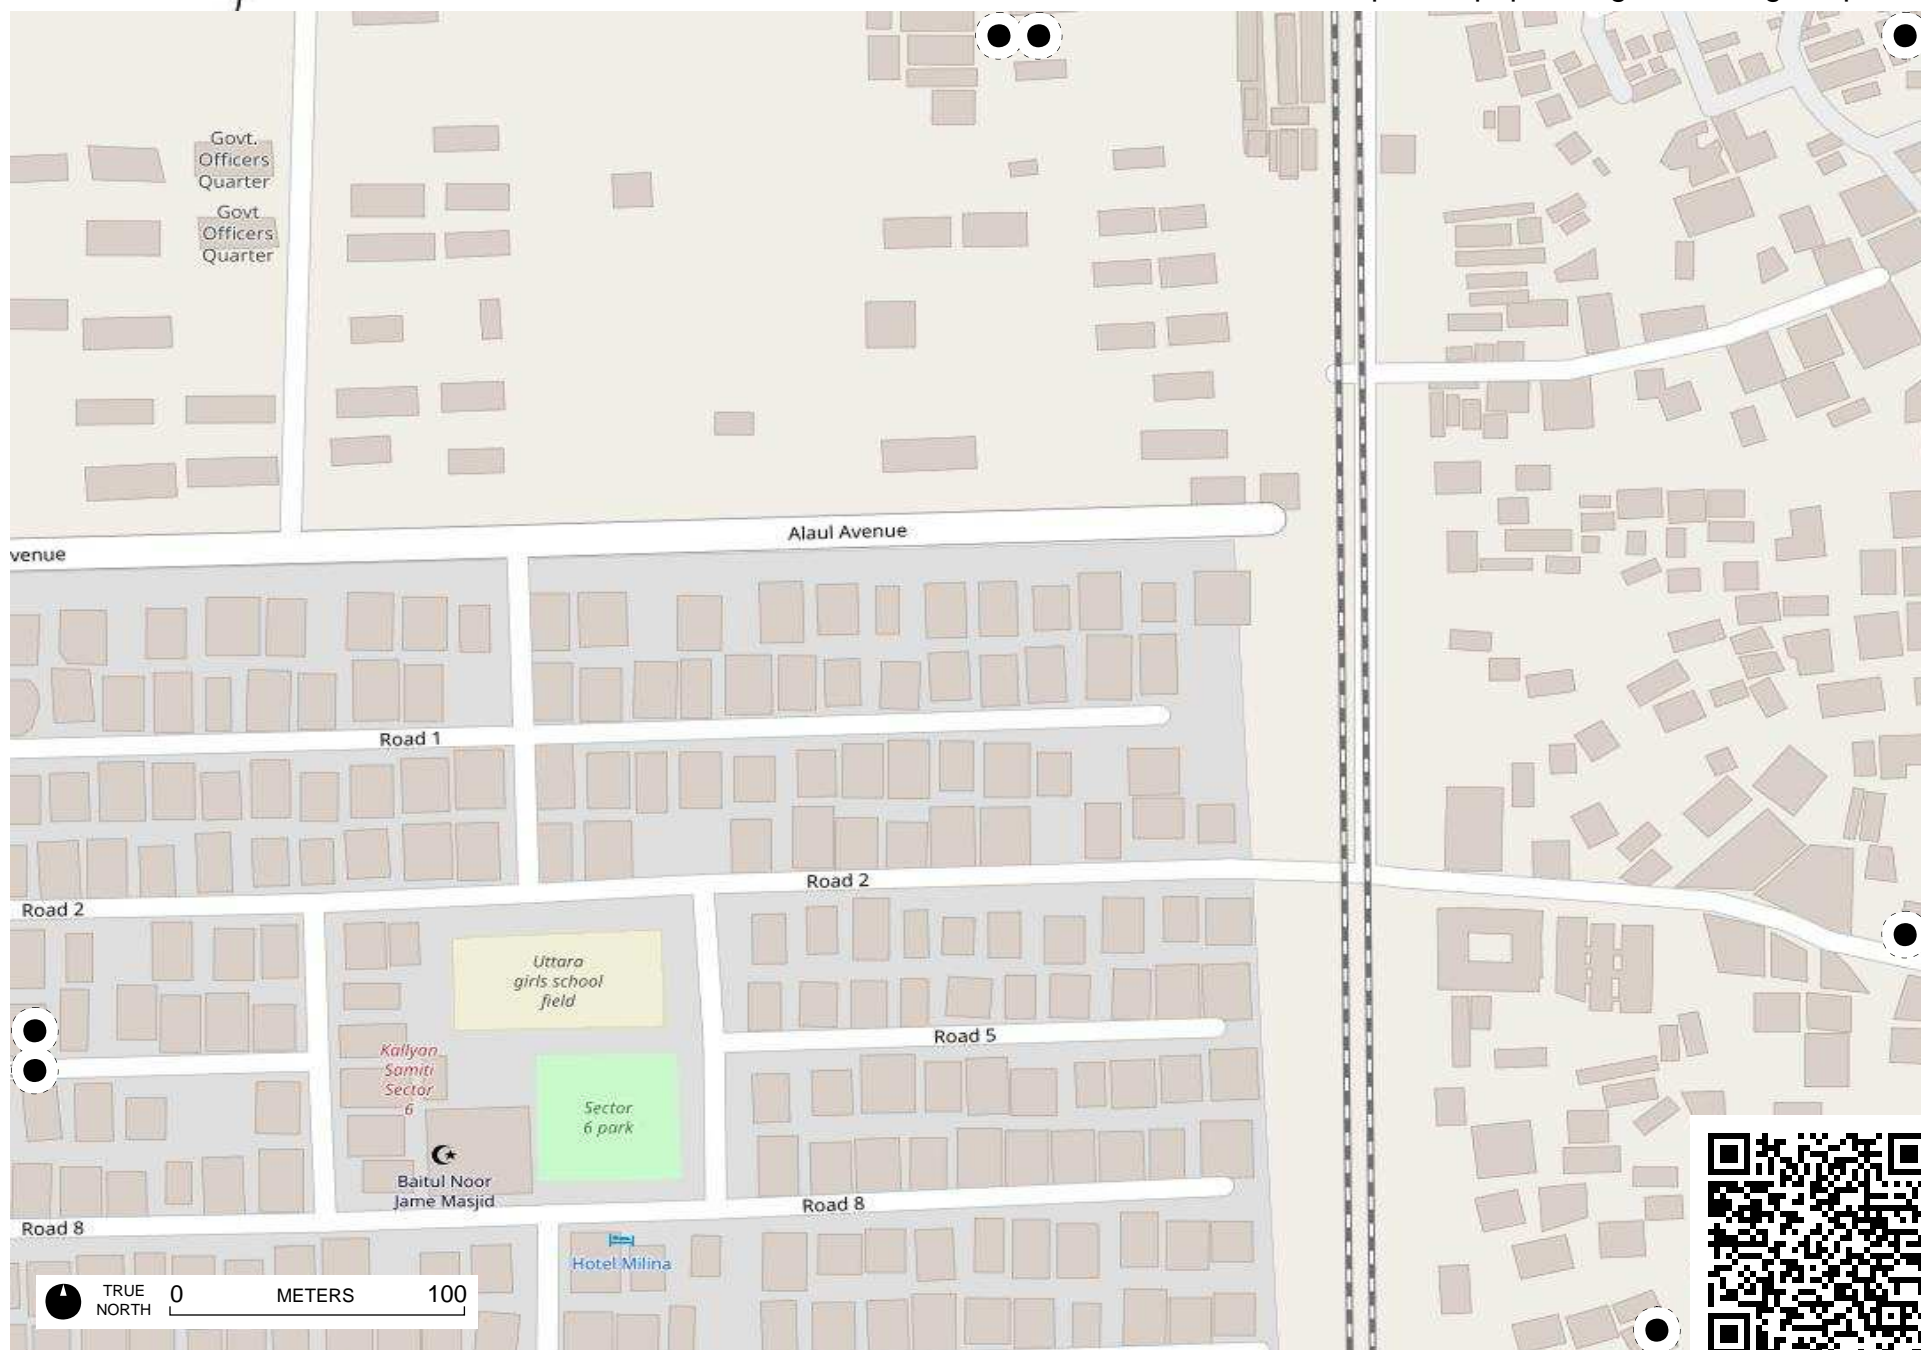 Govt.
Officers
Quarter
Govt
Officers
Quarter
Alaul Avenue
venue
Road 1
Road 2
Road 2
Uttara
girls school
field
Road 5
Kallyan
Samiti
Sector
6
Sector
6 park
Baitul Noor
Jame Masjid
Road 8
Road 8
Hotel Milina
TRUE
NORTH
0 METERS 100